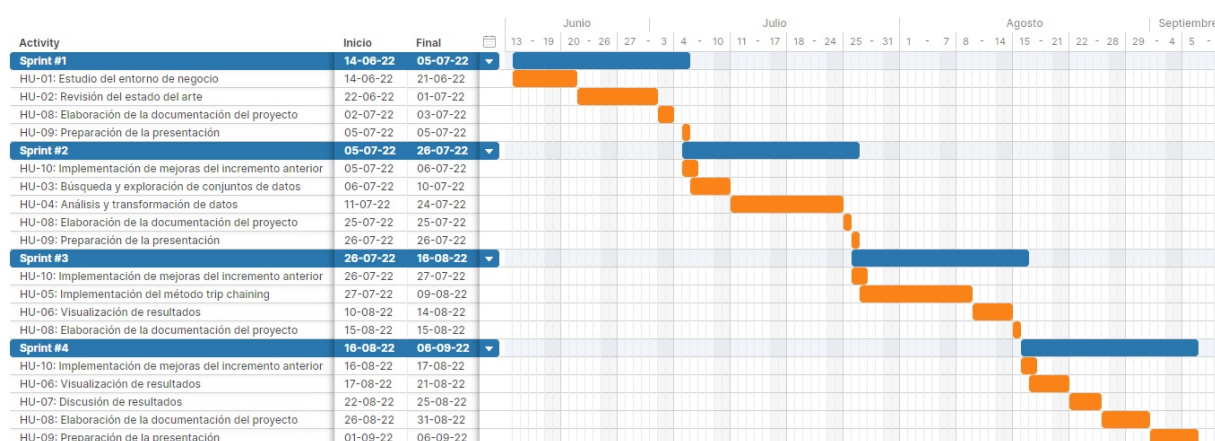 Junio Julio Agosto Septiembre
Activity Inicio Final 13 - 19 20 - 26 27 - 3 4 - 10 11 - 17 18 - 24 25 - 31 1 - 7 8 - 14 15 - 21 22 - 28 29 - 4 5 -
Sprint #1 14-06-22 05-07-22
HU-01: Estudio del entorno de negocio 14-06-22 21-06-22
HU-02: Revisión del estado del arte 22-06-22 01-07-22
HU-08: Elaboración de la documentación del proyecto 02-07-22 03-07-22
HU-09: Preparación de la presentación 05-07-22 05-07-22
Sprint #2 05-07-22 26-07-22
HU-10: Implementación de mejoras del incremento anterior 05-07-22 06-07-22
HU-03: Búsqueda y exploración de conjuntos de datos 06-07-22 10-07-22
HU-04: Análisis y transformación de datos 11-07-22 24-07-22
HU-08: Elaboración de la documentación del proyecto 25-07-22 25-07-22
HU-09: Preparación de la presentación 26-07-22 26-07-22
Sprint #3 26-07-22 16-08-22
HU-10: Implementación de mejoras del incremento anterior 26-07-22 27-07-22
HU-05: Implementación del método trip chaining 27-07-22 09-08-22
HU-06: Visualización de resultados 10-08-22 14-08-22
HU-08: Elaboración de la documentación del proyecto 15-08-22 15-08-22
Sprint #4 16-08-22 06-09-22
HU-10: Implementación de mejoras del incremento anterior 16-08-22 17-08-22
HU-06: Visualización de resultados 17-08-22 21-08-22
HU-07: Discusión de resultados 22-08-22 25-08-22
HU-08: Elaboración de la documentación del proyecto 26-08-22 31-08-22
HU-09: Preparación de la presentación 01-09-22 06-09-22